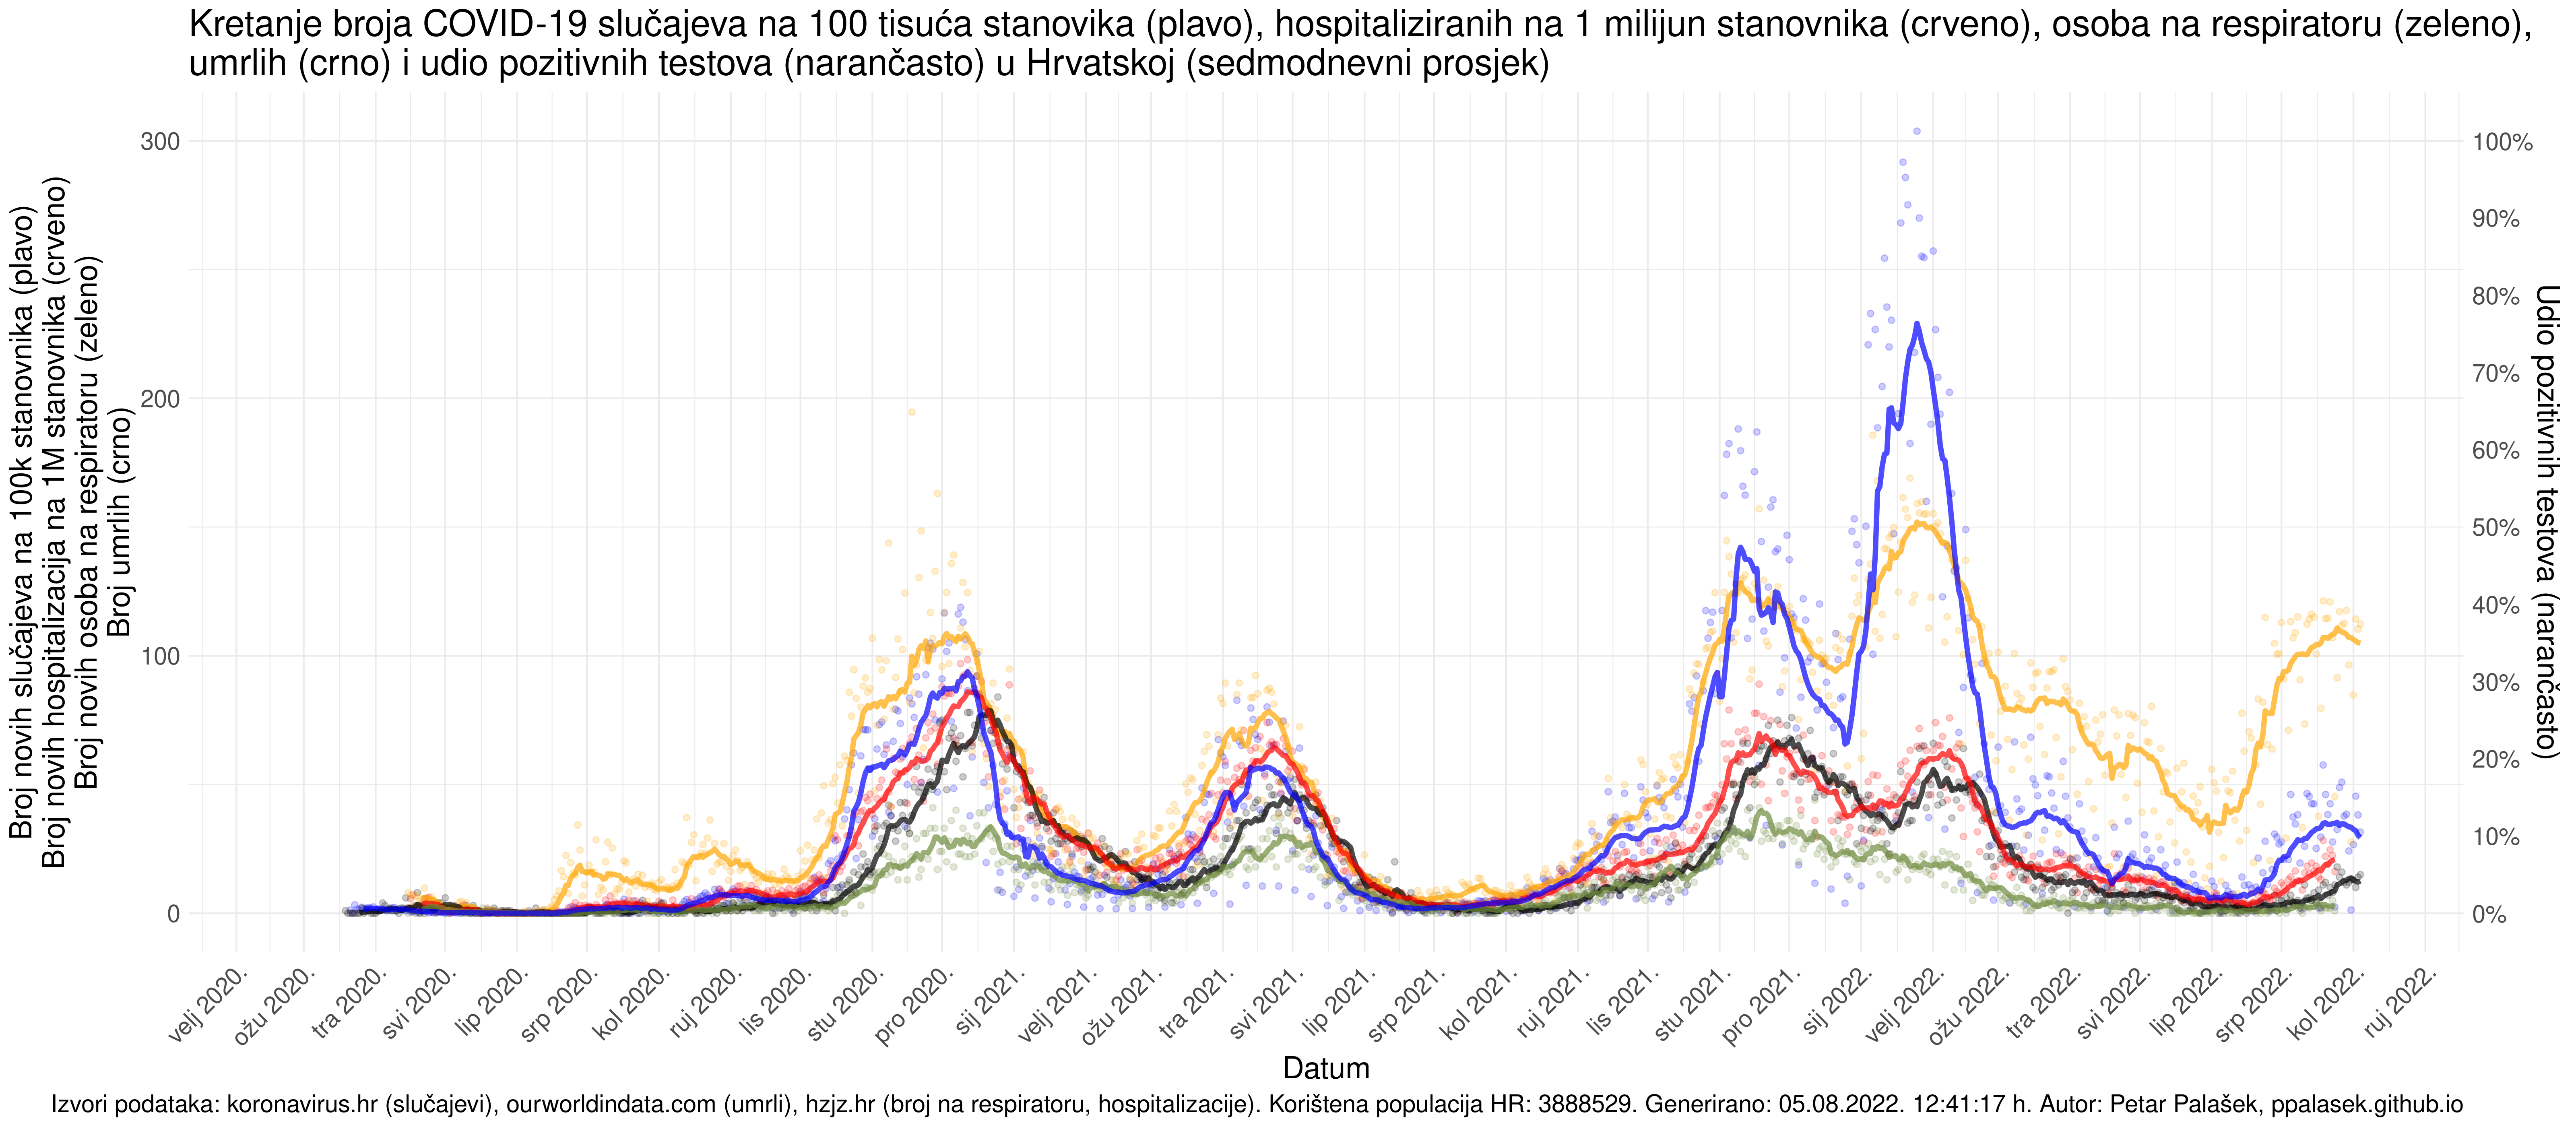 Kretanje broja COVID-19 slučajeva na 100 tisuća stanovika (plavo), hospitaliziranih na 1 milijun stanovnika (crveno), osoba na respiratoru (zeleno),
umrlih (crno) i udio pozitivnih testova (narančasto) u Hrvatskoj (sedmodnevni prosjek)
Broj novih slučajeva na 100k stanovnika (plavo)
Broj novih hospitalizacija na 1M stanovnika (crveno)
Broj novih osoba na respiratoru (zeleno)
Broj umrlih (crno)
300
200
100
0
100%
90%
80%
70%
60%
50%
40%
30%
20%
10%
0%
Udio pozitivnih testova (narančasto)
velj 2020.
ožu 2020.
tra 2020.
svi 2020.
lip 2020.
srp 2020.
kol 2020.
ruj 2020.
lis 2020.
stu 2020.
pro 2020.
sij 2021.
velj 2021.
ožu 2021.
tra 2021.
svi 2021.
lip 2021.
srp 2021.
kol 2021.
ruj 2021.
lis 2021.
stu 2021.
pro 2021.
sij 2022.
velj 2022.
ožu 2022.
tra 2022.
svi 2022.
lip 2022.
srp 2022.
kol 2022.
ruj 2022.
Datum
Izvori podataka: koronavirus.hr (slučajevi), ourworldindata.com (umrli), hzjz.hr (broj na respiratoru, hospitalizacije). Korištena populacija HR: 3888529. Generirano: 05.08.2022. 12:41:17 h. Autor: Petar Palašek, ppalasek.github.io